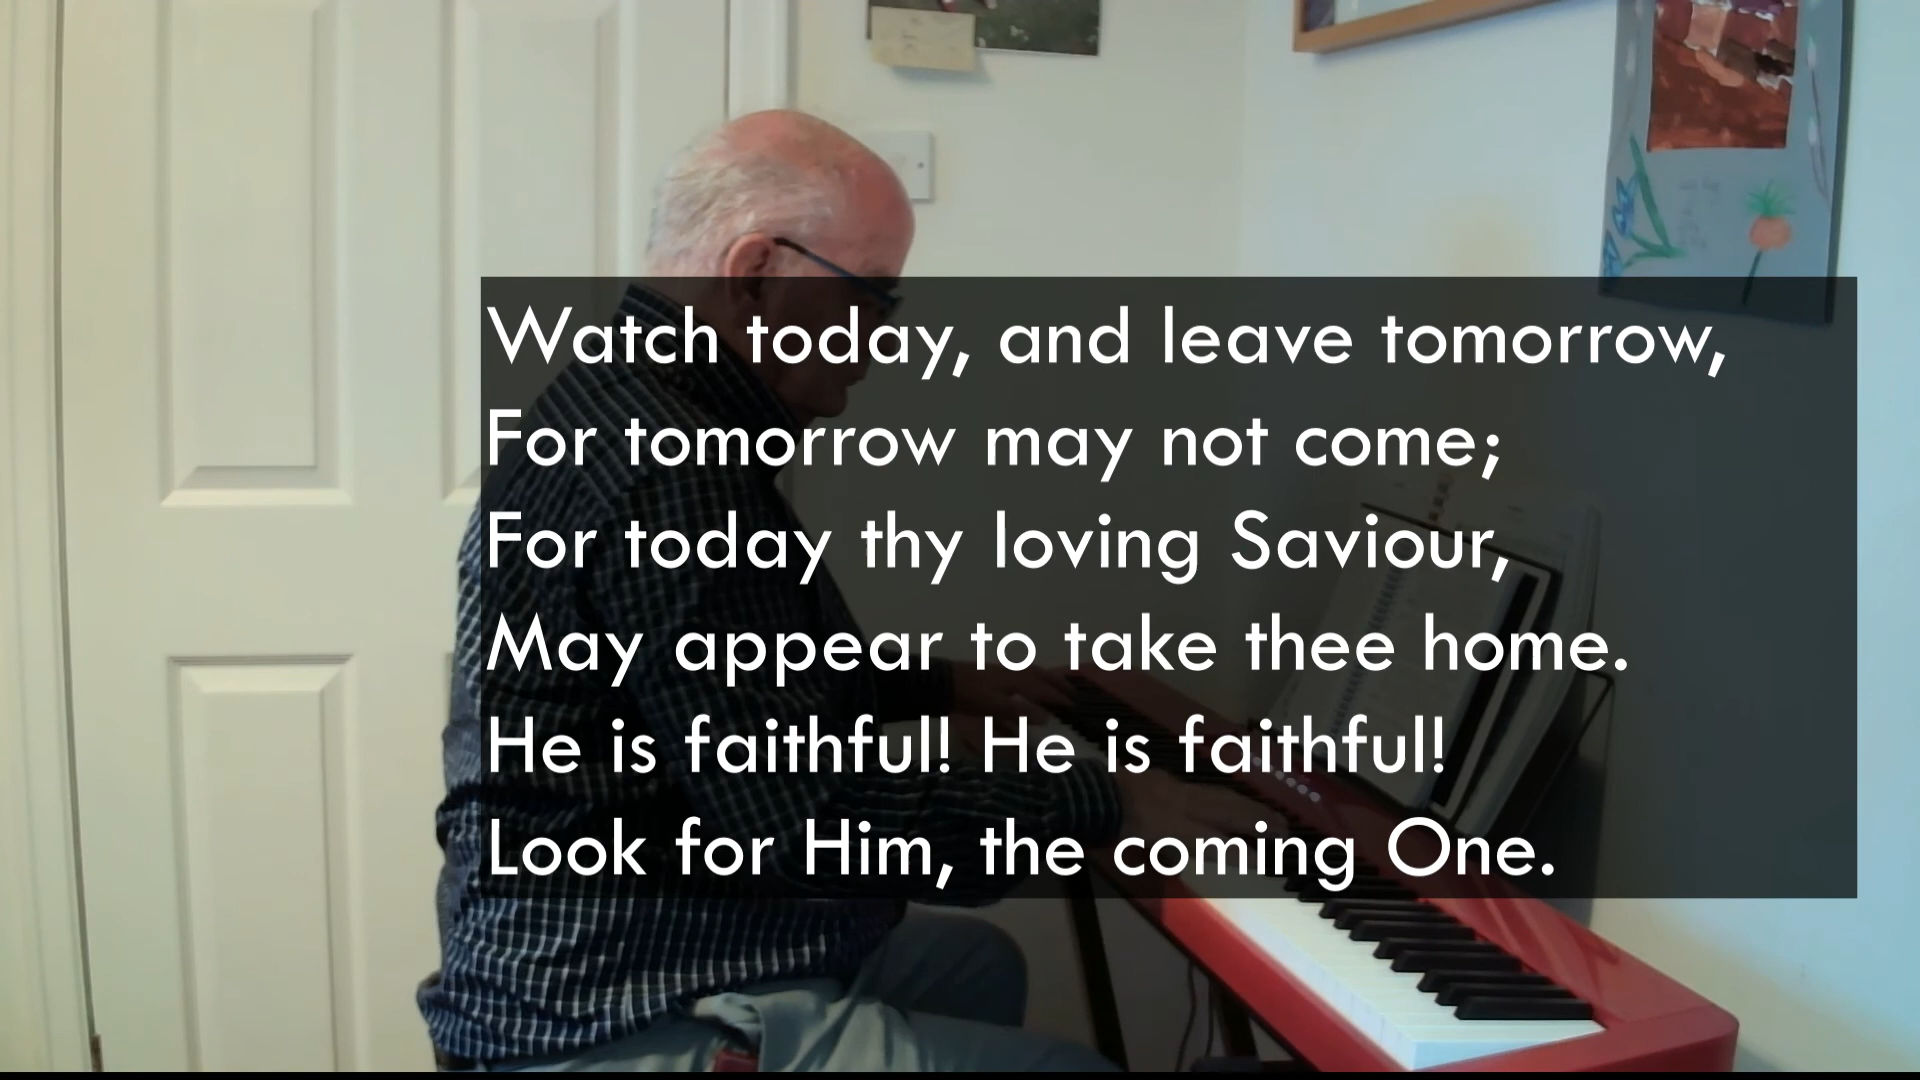 Watch today, and leave tomorrow,
For tomorrow may not come;
For today thy loving Saviour,
May appear to take thee home.
He is faithful! He is faithful!
Look for Him, the coming One.